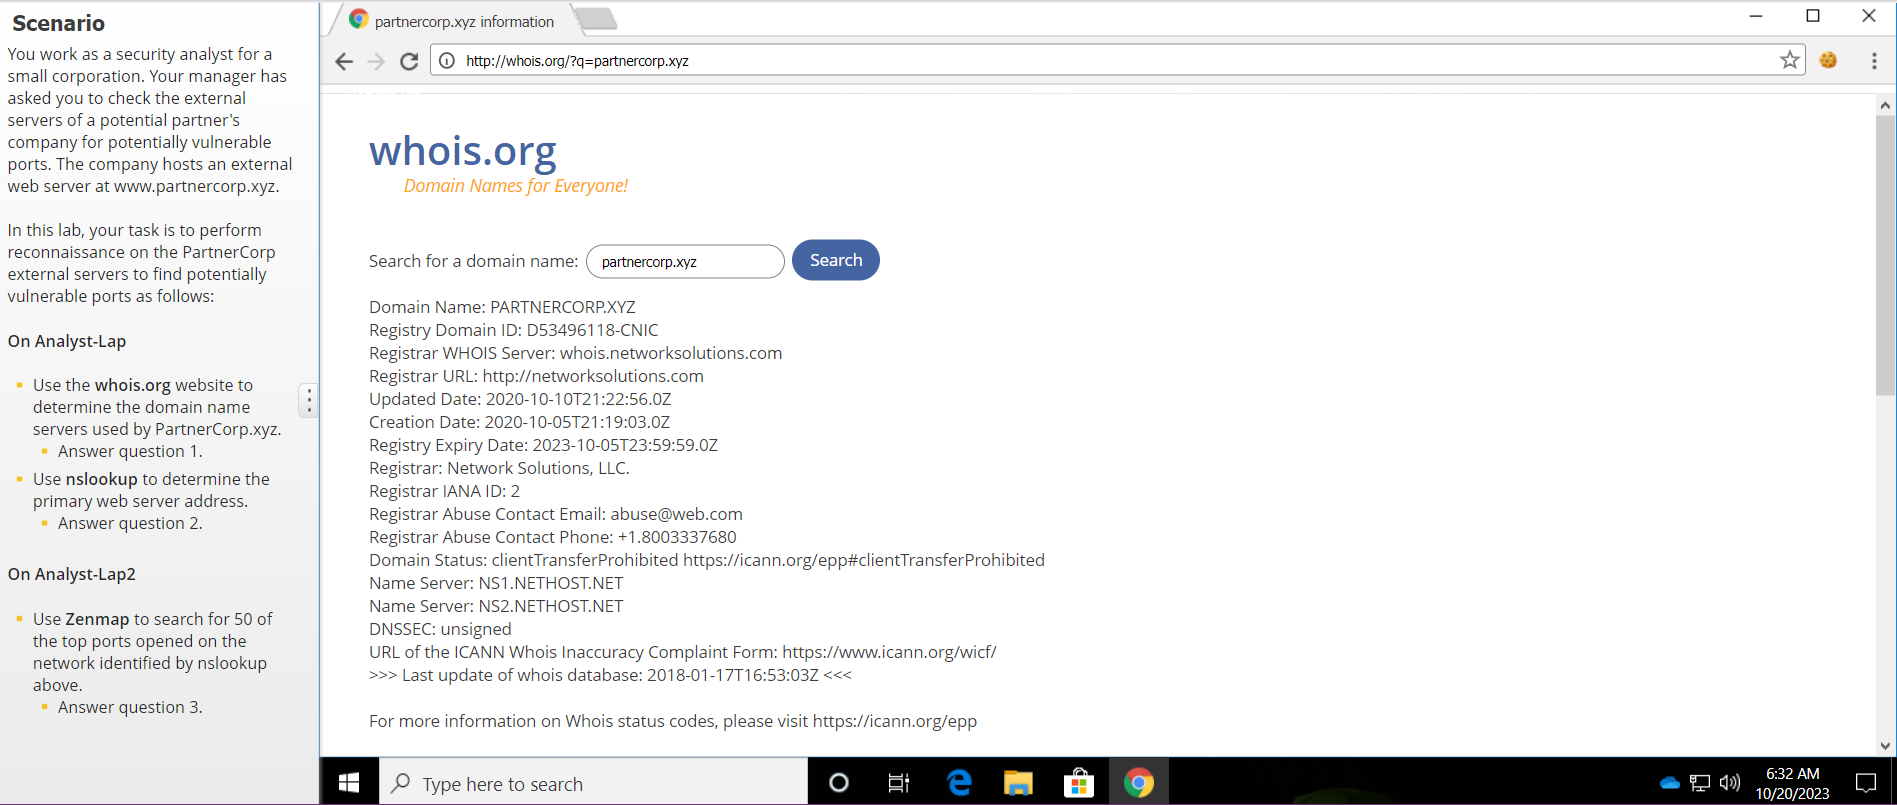 Scenario
You work as a security analyst for a
small corporation. Your manager has
asked you to check the external
servers of a potential partner's
company for potentially vulnerable
ports. The company hosts an external
web server at www.partnercorp.xyz.
In this lab, your task is to perform
reconnaissance on the PartnerCorp
external servers to find potentially
vulnerable ports as follows:
On Analyst-Lap
Use the whois.org website to
determine the domain name
servers used by PartnerCorp.xyz.
Answer question 1.
Use nslookup to determine the
primary web server address.
Answer question 2.
On Analyst-Lap2
Use Zenmap to search for 50 of
the top ports opened on the
network identified by nslookup
above.
Answer question 3.
partnercorp.xyz information
http://whois.org/?q=partnercorp.xyz
whois.org
Domain Names for Everyone!
Search for a domain name: partnercorp.xyz Search
Domain Name: PARTNERCORP.XYZ
Registry Domain ID: D53496118-CNIC
Registrar WHOIS Server: whois.networksolutions.com
Registrar URL: http://networksolutions.com
Updated Date: 2020-10-10T21:22:56.0Z
Creation Date: 2020-10-05T21:19:03.0Z
Registry Expiry Date: 2023-10-05T23:59:59.0Z
Registrar: Network Solutions, LLC.
Registrar IANA ID: 2
Registrar Abuse Contact Email: abuse@web.com
Registrar Abuse Contact Phone: +1.8003337680
Domain Status: clientTransferProhibited https://icann.org/epp#clientTransferProhibited
Name Server: NS1.NETHOST.NET
Name Server: NS2.NETHOST.NET
DNSSEC: unsigned
URL of the ICANN Whois Inaccuracy Complaint Form: https://www.icann.org/wicf/
>>> Last update of whois database: 2018-01-17T16:53:03Z <<<
For more information on Whois status codes, please visit https://icann.org/epp
Type here to search
6:32 AM
10/20/2023